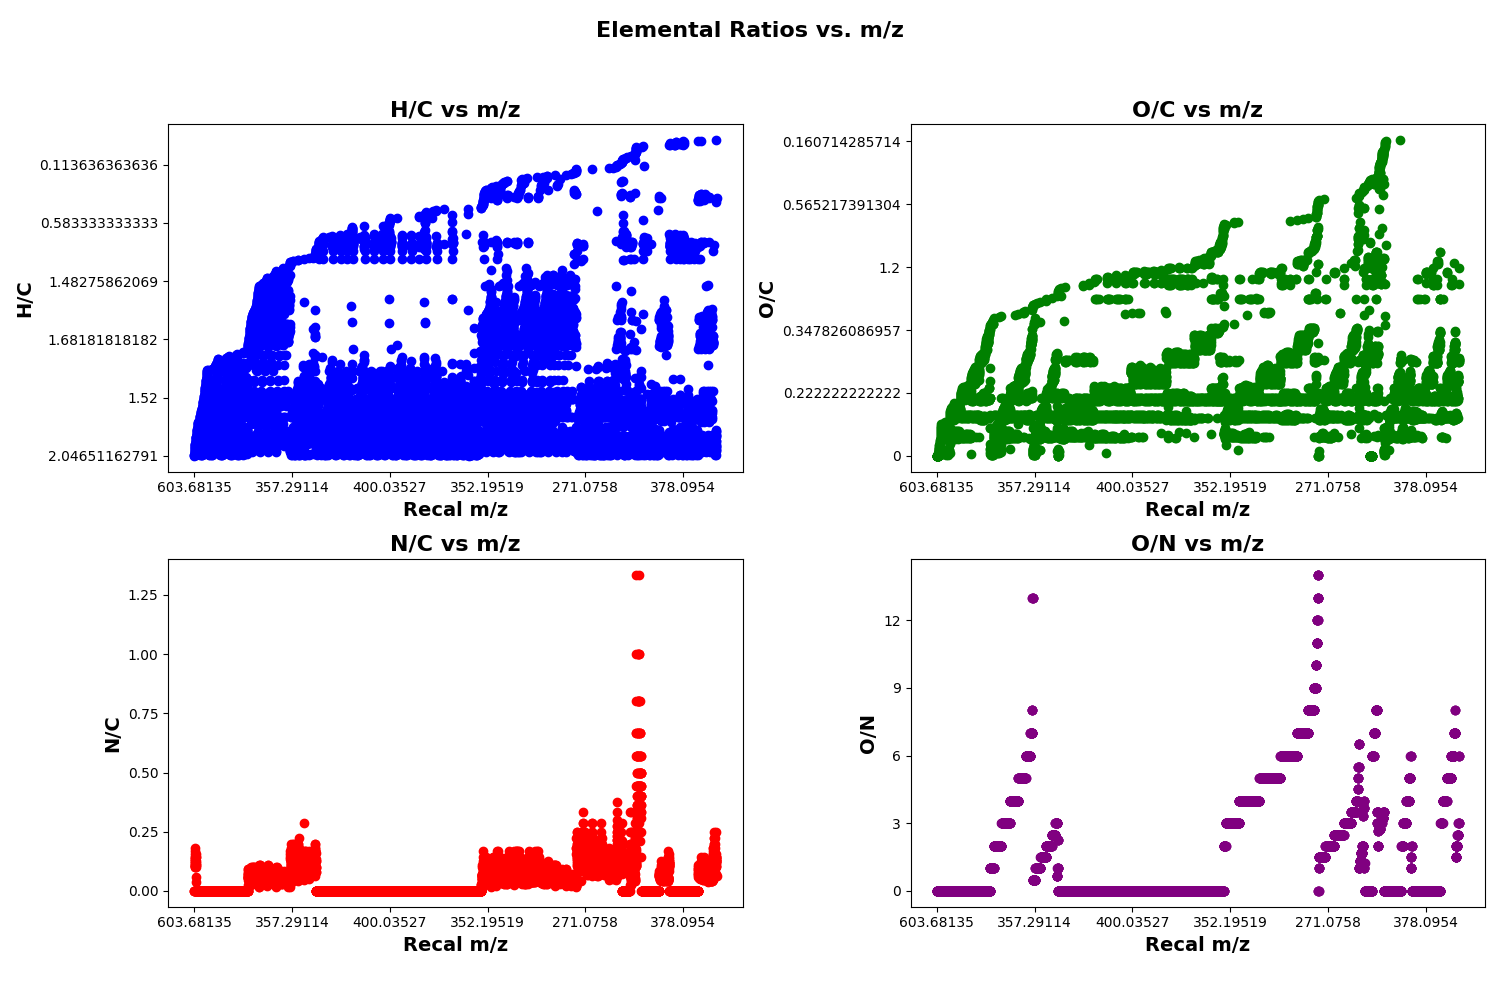 Elemental Ratios vs. m/z
H/C vs m/z
H/C
0.113636363636
0.583333333333
1.48275862069
1.68181818182
1.52
2.04651162791
603.68135 357.29114 400.03527 352.19519 271.0758 378.0954
Recal m/z
O/C vs m/z
O/C
0.160714285714
0.565217391304
1.2
0.347826086957
0.222222222222
0
603.68135 357.29114 400.03527 352.19519 271.0758 378.0954
Recal m/z
N/C vs m/z
N/C
1.25
1.00
0.75
0.50
0.25
0.00
603.68135 357.29114 400.03527 352.19519 271.0758 378.0954
Recal m/z
O/N vs m/z
O/N
12
9
6
3
0
603.68135 357.29114 400.03527 352.19519 271.0758 378.0954
Recal m/z